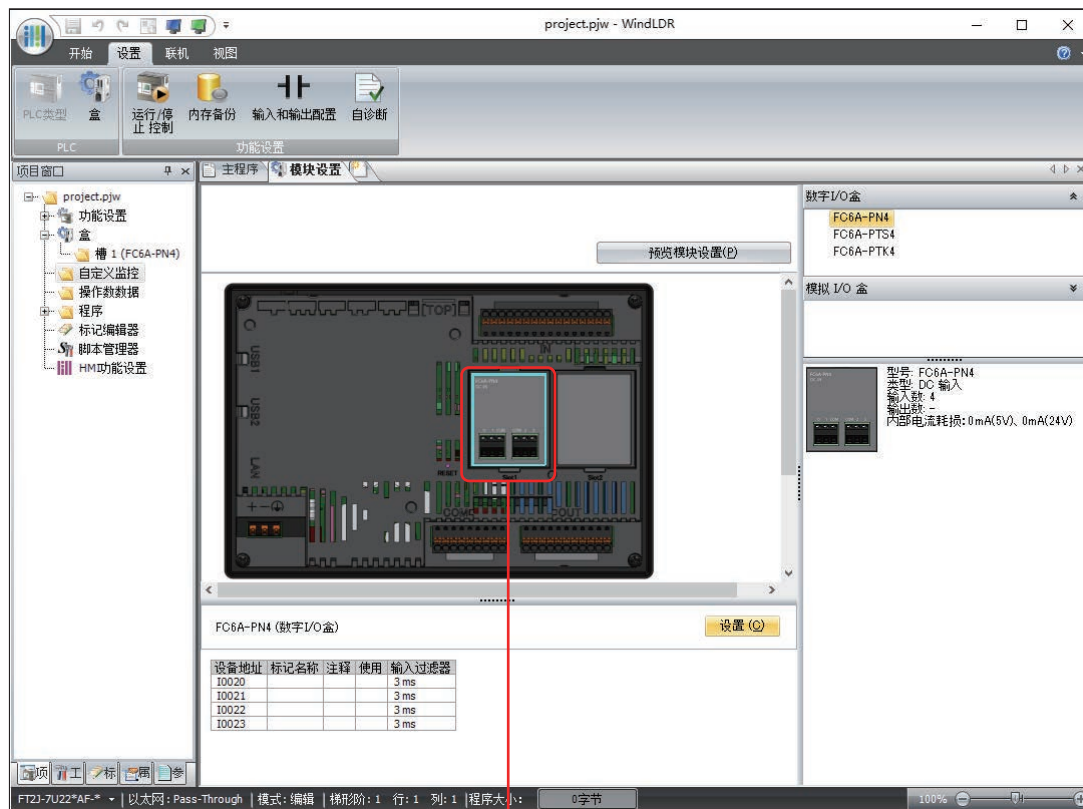 project.pjw - WindLDR
开始 设置 联机 视图
PLC类型 盒 运行/停止 控制 内存备份 输入和输出配置 自诊断
PLC 功能设置
项目窗口
主程序 模块设置
project.pjw
功能设置
盒
槽 1 (FC6A-PN4)
自定义监控
操作数数据
程序
标记编辑器
脚本管理器
HMI功能设置
预览模块设置(P)
[TOP]
IN
USB1
USB2
LAN
RESET
Slot1 Slot2
COM0 COUT
数字I/O盒
FC6A-PN4
FC6A-PTS4
FC6A-PTK4
模拟 I/O 盒
型号: FC6A-PN4
类型: DC 输入
输入数: 4
输出数: -
内部电流耗损: 0mA(5V)、0mA(24V)
FC6A-PN4 (数字I/O盒)
设置 (C)
设备地址 标记名称 注释 使用 输入过滤器
I0020 3 ms
I0021 3 ms
I0022 3 ms
I0023 3 ms
项 工 标 属 参
FT2J-7U22*AF-* 以太网: Pass-Through 模式: 编辑 梯形阶: 1 行: 1 列: 1 程序大小: 0字节 100%